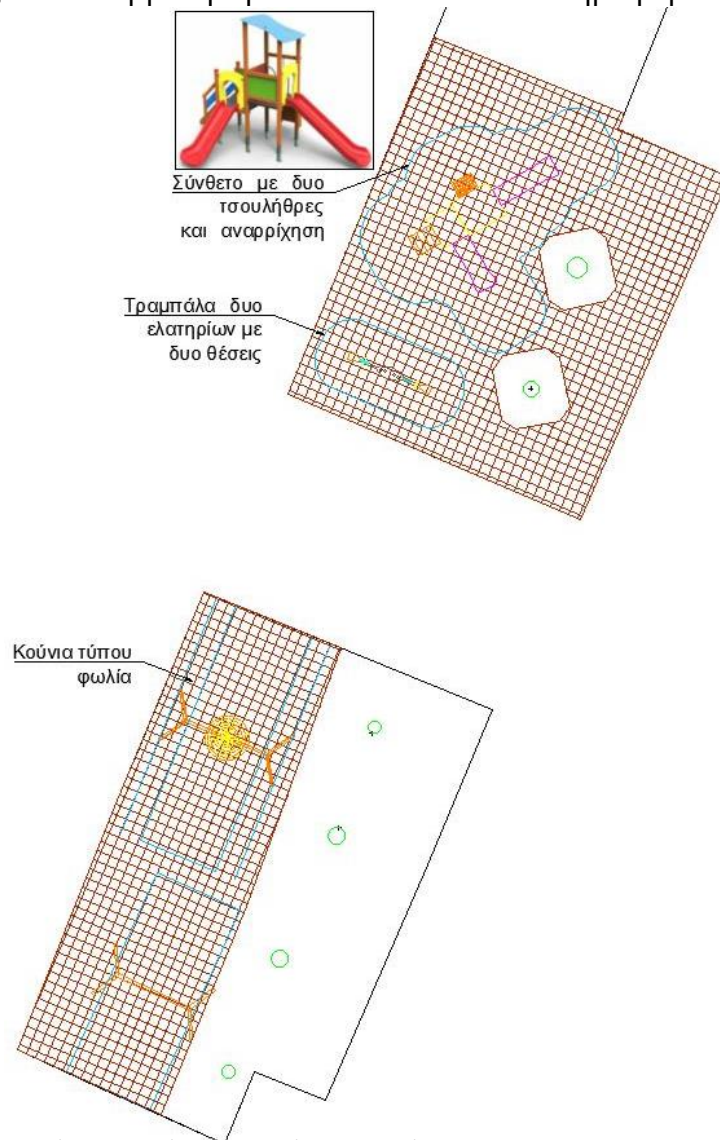 Σύνθετο με δυο
τσουλήθρες
και αναρρίχηση
Τραμπάλα δυο
ελατηρίων με
δυο θέσεις
Κούνια τύπου
φωλία